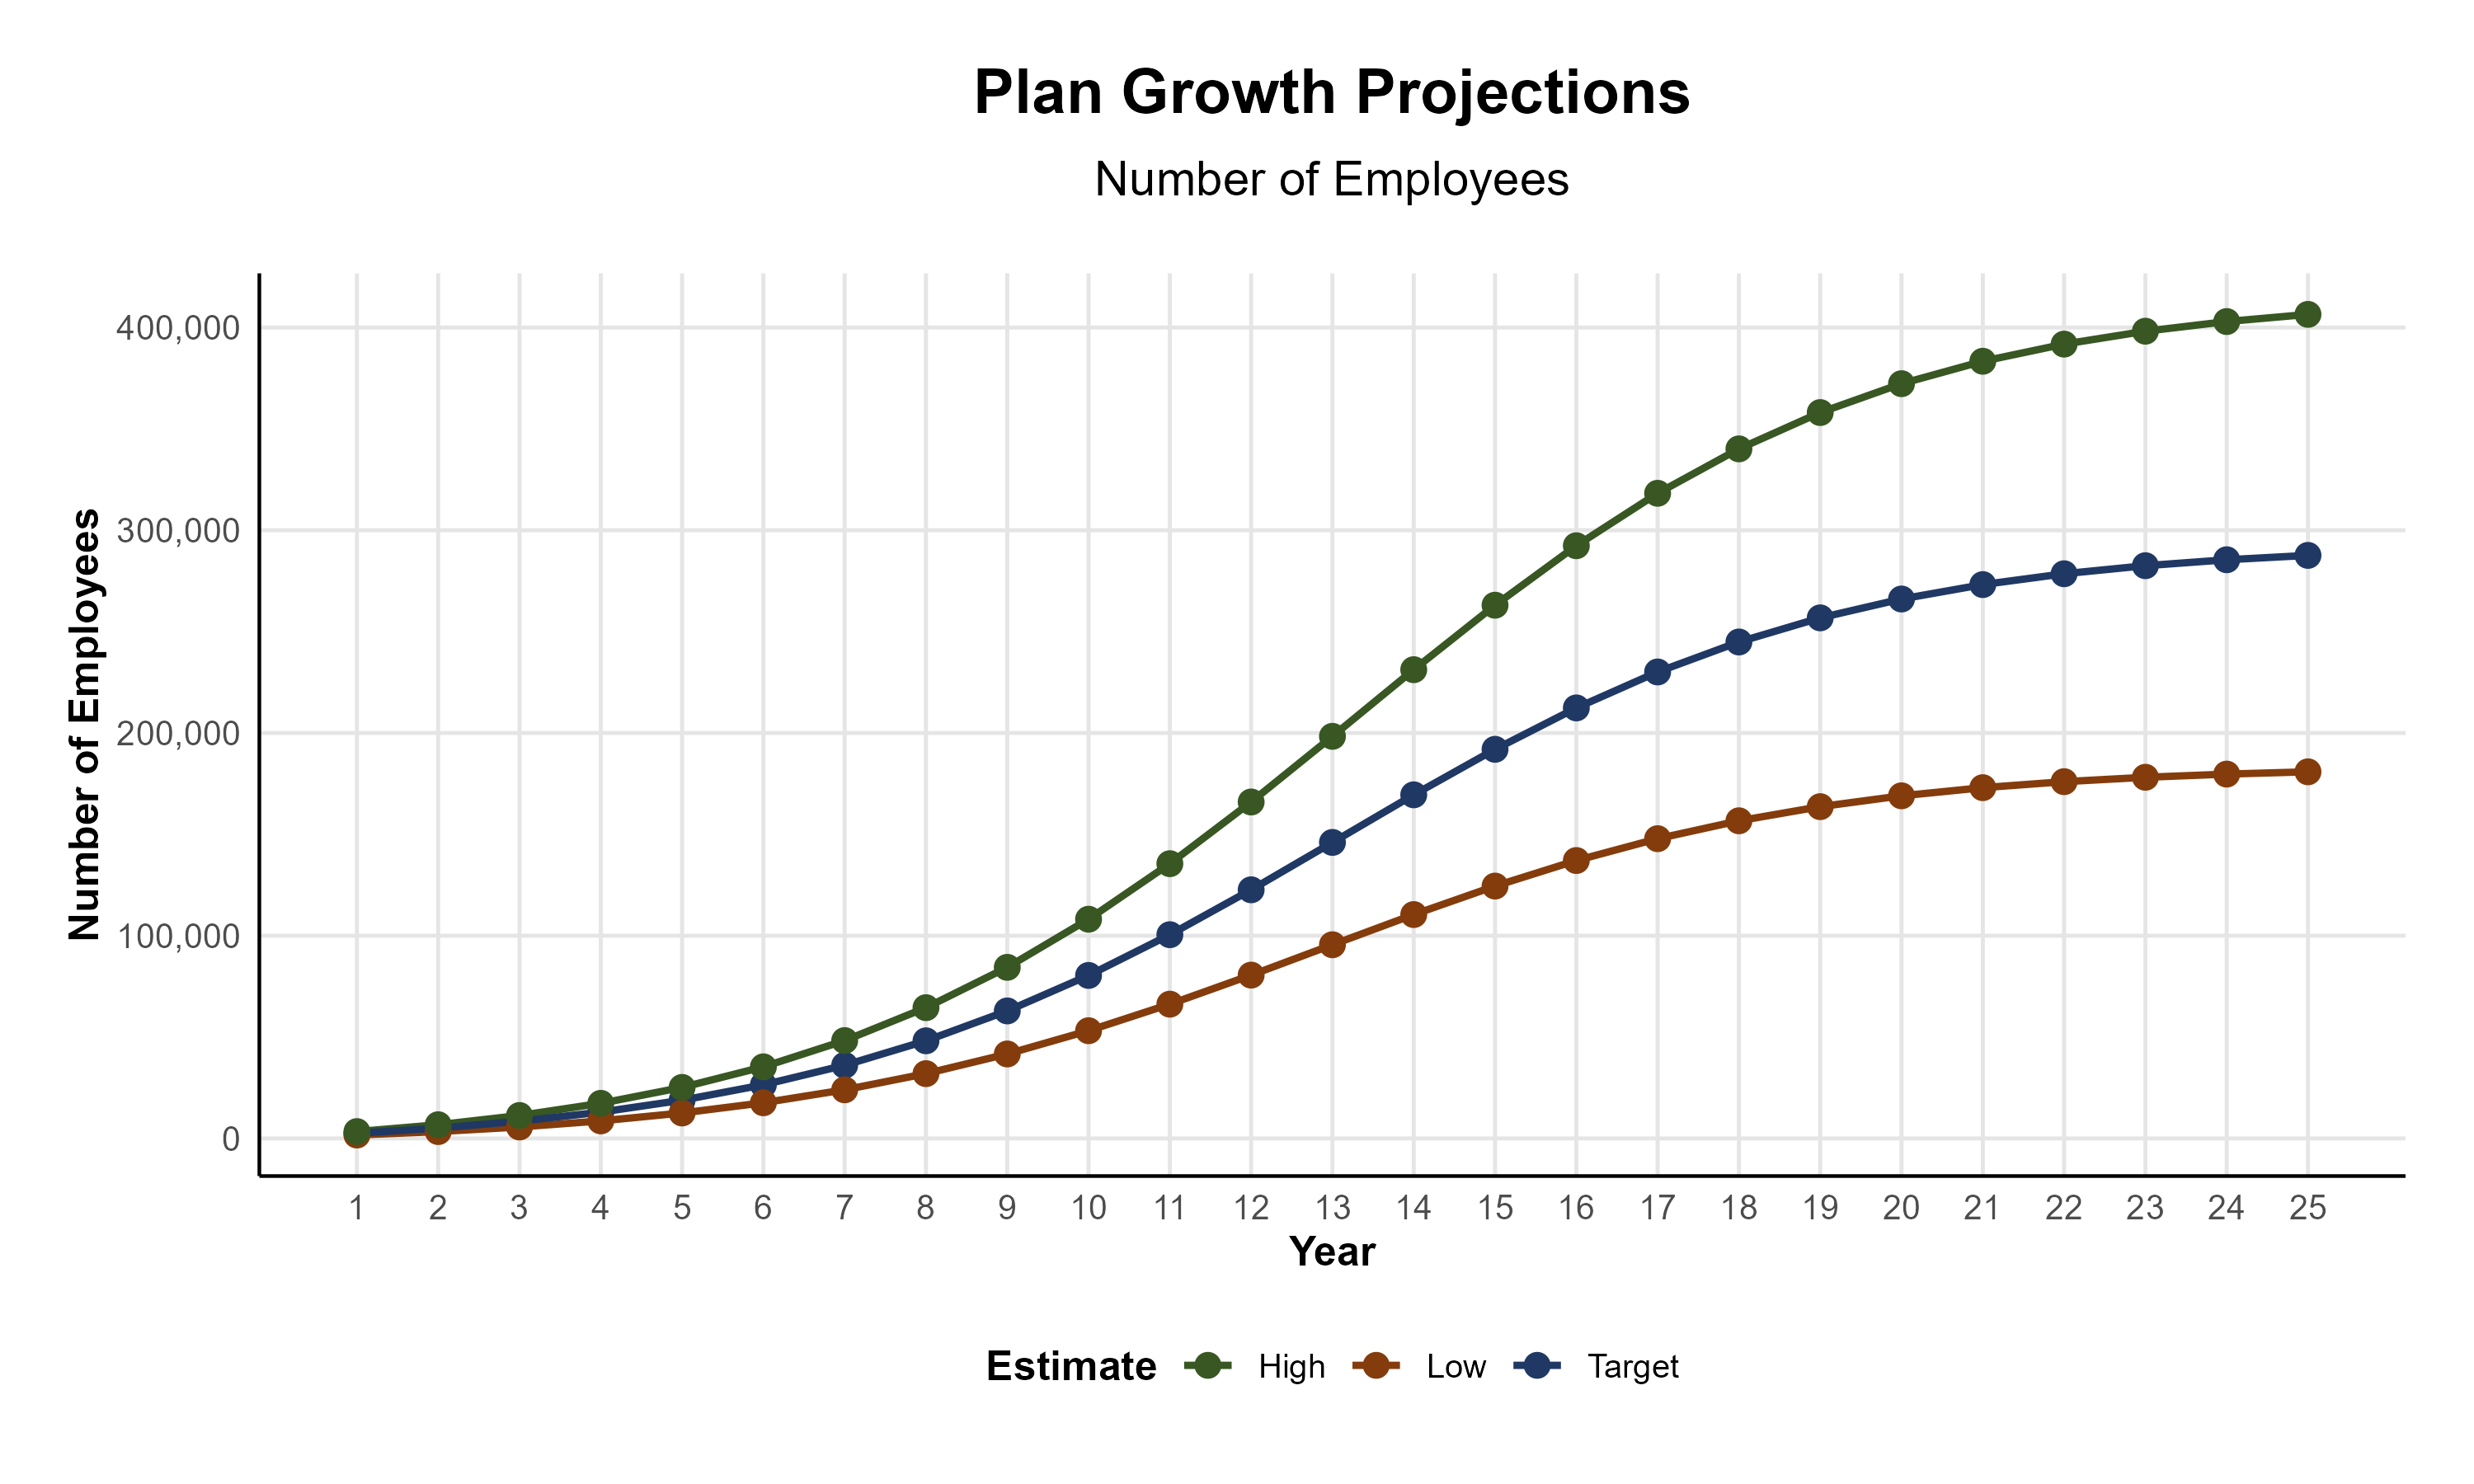 Plan Growth Projections
Number of Employees
Number of Employees
400,000
300,000
200,000
100,000
0
1 2 3 4 5 6 7 8 9 10 11 12 13 14 15 16 17 18 19 20 21 22 23 24 25
Year
Estimate High Low Target